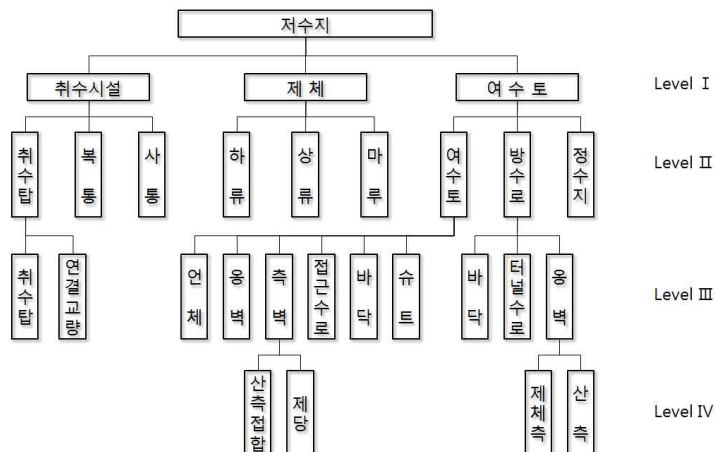 저수지
취수시설 제 체 여 수 토 Level Ⅰ
취수탑 복통 사통 하류 상류 마루 여수토 방수로 정수지 Level Ⅱ
취수탑 연결교량 언체 옹벽 측벽 접근수로 바닥 슈트 바닥 터널수로 옹벽 Level Ⅲ
산측접합 제당 제체측 산측 Level Ⅳ